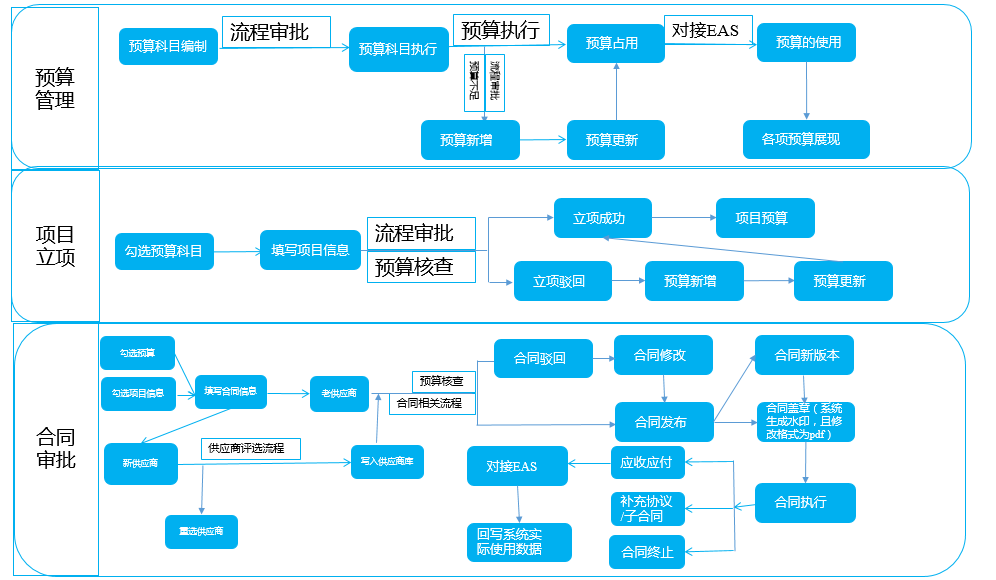 预算
管理
预算科目编制
流程审批
预算科目执行
预算执行
预算占用
对接EAS
预算的使用
预算不足
流程审批
预算新增
预算更新
各项预算展现
项目
立项
勾选预算科目
填写项目信息
流程审批
预算核查
立项成功
项目预算
立项驳回
预算新增
预算更新
合同
审批
勾选预算
勾选项目信息
填写合同信息
老供应商
预算核查
合同相关流程
合同驳回
合同修改
合同新版本
合同发布
合同盖章（系统
生成水印，且修
改格式为pdf）
新供应商
供应商评选流程
写入供应商库
重选供应商
对接EAS
应收应付
补充协议
/子合同
合同终止
合同执行
回写系统实
际使用数据